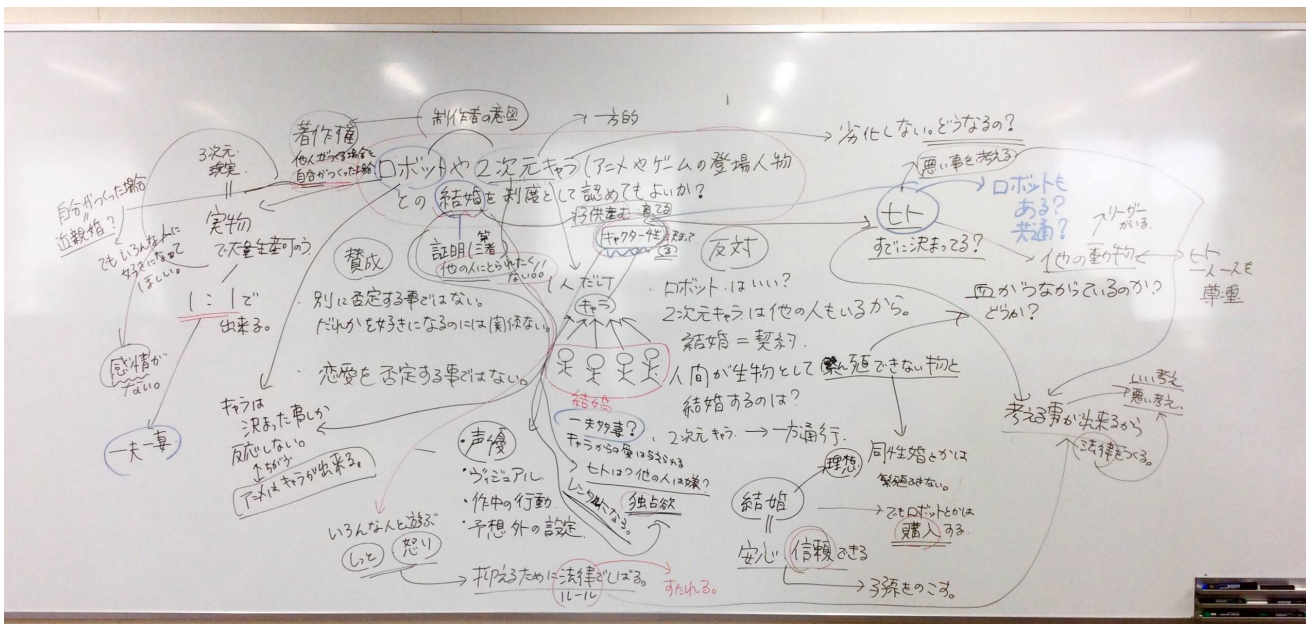 制作者の意図
一方的
著作権
他人がつくる場合と
自分がつくった場合
劣化しない。どうなるの?
悪い事を考える
3次元
現実
ロボットや2次元キャラ(アニメやゲームの登場人物
との結婚を制度として認めてもよいか?
子供産む 育てる
キャラクター性
ヒト
すでに決まってる?
ロボットも
ある?
共通?
リーダー
がいる。
他の動物
ヒト
一人一人を
尊重
自分がつくった場合
近親婚?
でもいろんな人に
好きになって
ほしい。
実物
で大量生産可のう
1:1で
出来る。
感情が
ない。
一夫一妻
賛成
証明(第三者)
他の人にとられたく
ない!!
別に否定する事ではない。
だれかを好きになるのには関係ない。
恋愛を否定する事ではない。
1人だけ
キャラ
結婚
一夫多妻?
キャラからの愛は
ヒトは?他の人は嫌?
独占欲
反対
ロボットはいい?
2次元キャラは他の人もいるから。
結婚=契約.
人間が生物として繁殖できない物と
結婚するのは?
2次元キャラ → 一方通行.
血がつながっているのか?
どうか?
考える事が出来るから
法律をつくる。
いい考え
悪い考え
キャラは
決まった事しか
反応しない。
ちがう
アニメはキャラが出来る。
・声優
・ヴィジュアル
・作中の行動
・予想外の設定
いろんな人と遊ぶ
しっと
怒り
抑えるために法律でしばる。
ルール
すたれる。
理想
結婚
安心・信頼できる
子孫をのこす。
同性婚とかは
繁殖できない。
でもロボットとかは
購入する